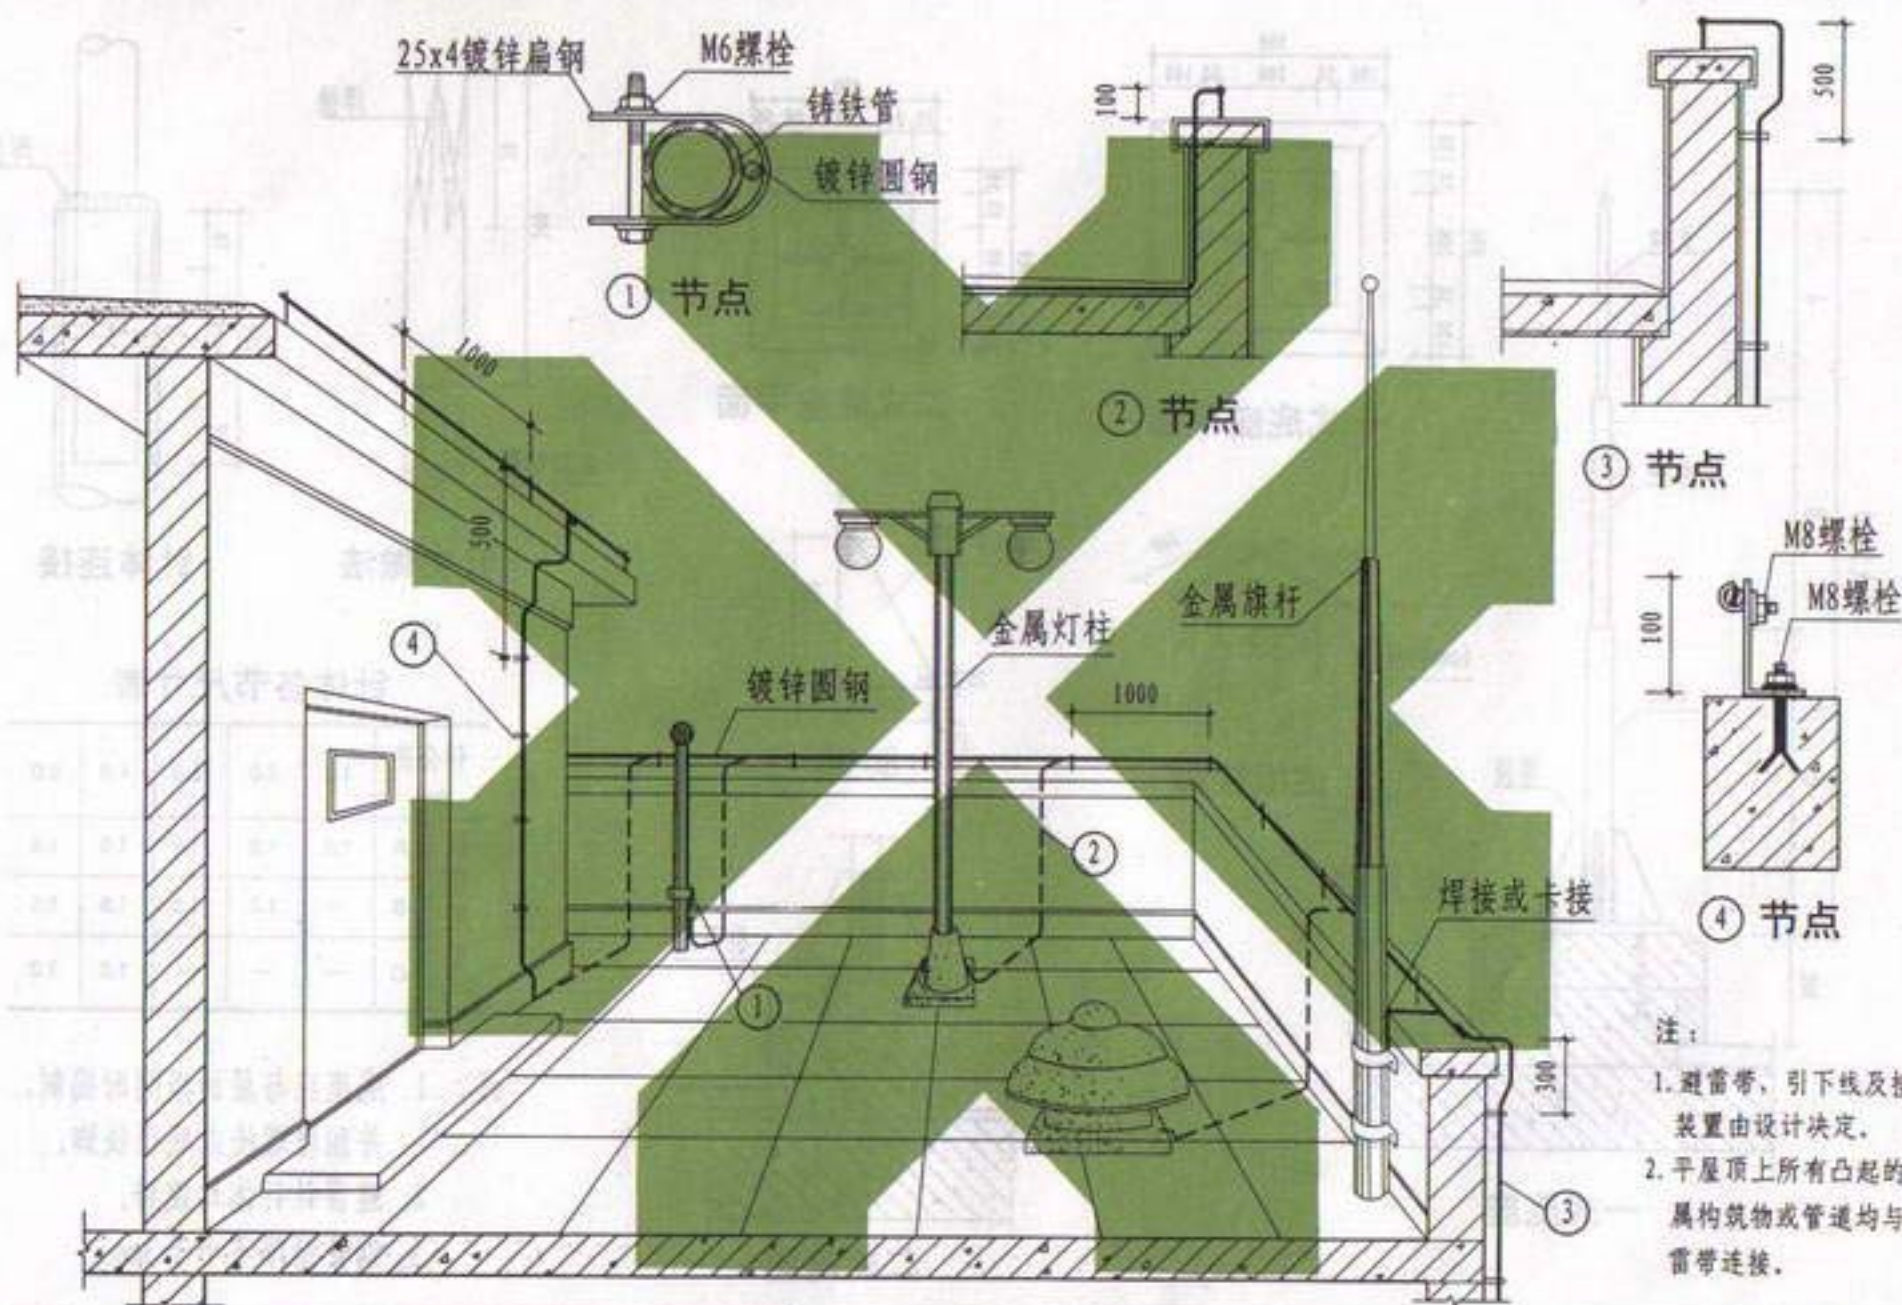 25x4镀锌扁钢
M6螺栓
铸铁管
镀锌圆钢
① 节点
100
② 节点
500
③ 节点
1000
500
④
镀锌圆钢
金属灯柱
金属旗杆
1000
②
①
焊接或卡接
300
③
M8螺栓
M8螺栓
100
④ 节点
注：
1. 避雷带、引下线及
装置由设计决定。
2. 平屋顶上所有凸起的
属构筑物或管道均与
雷带连接。